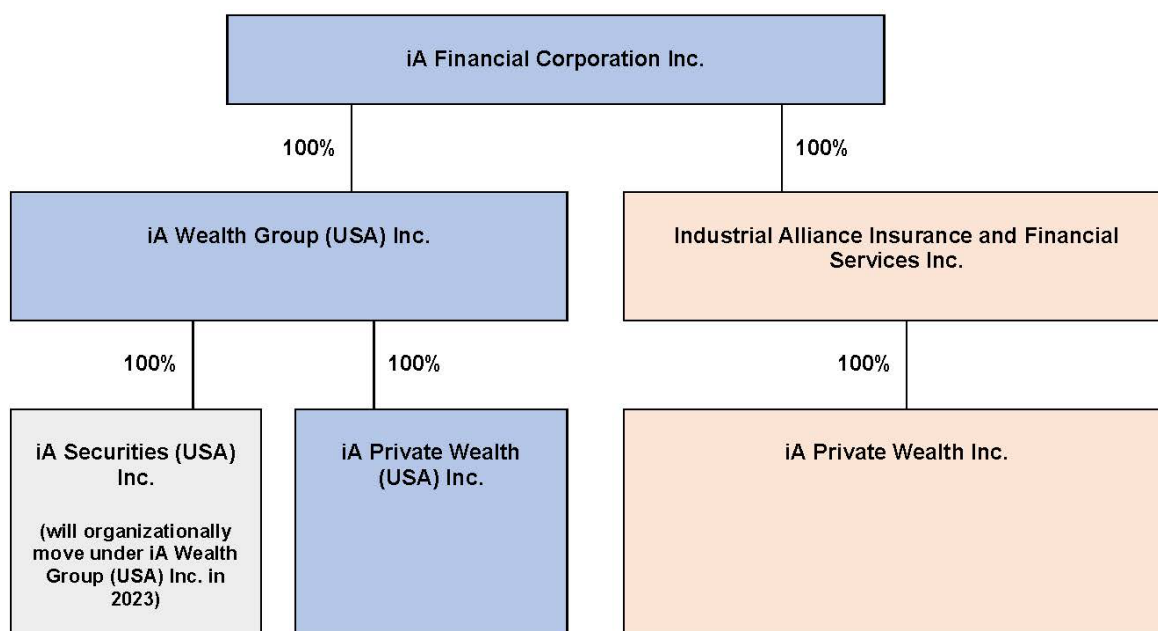 iA Financial Corporation Inc.
100%
100%
iA Wealth Group (USA) Inc.
Industrial Alliance Insurance and Financial
Services Inc.
100%
100%
100%
iA Securities (USA)
Inc.
(will organizationally
move under iA Wealth
Group (USA) Inc. in
2023)
iA Private Wealth
(USA) Inc.
iA Private Wealth Inc.